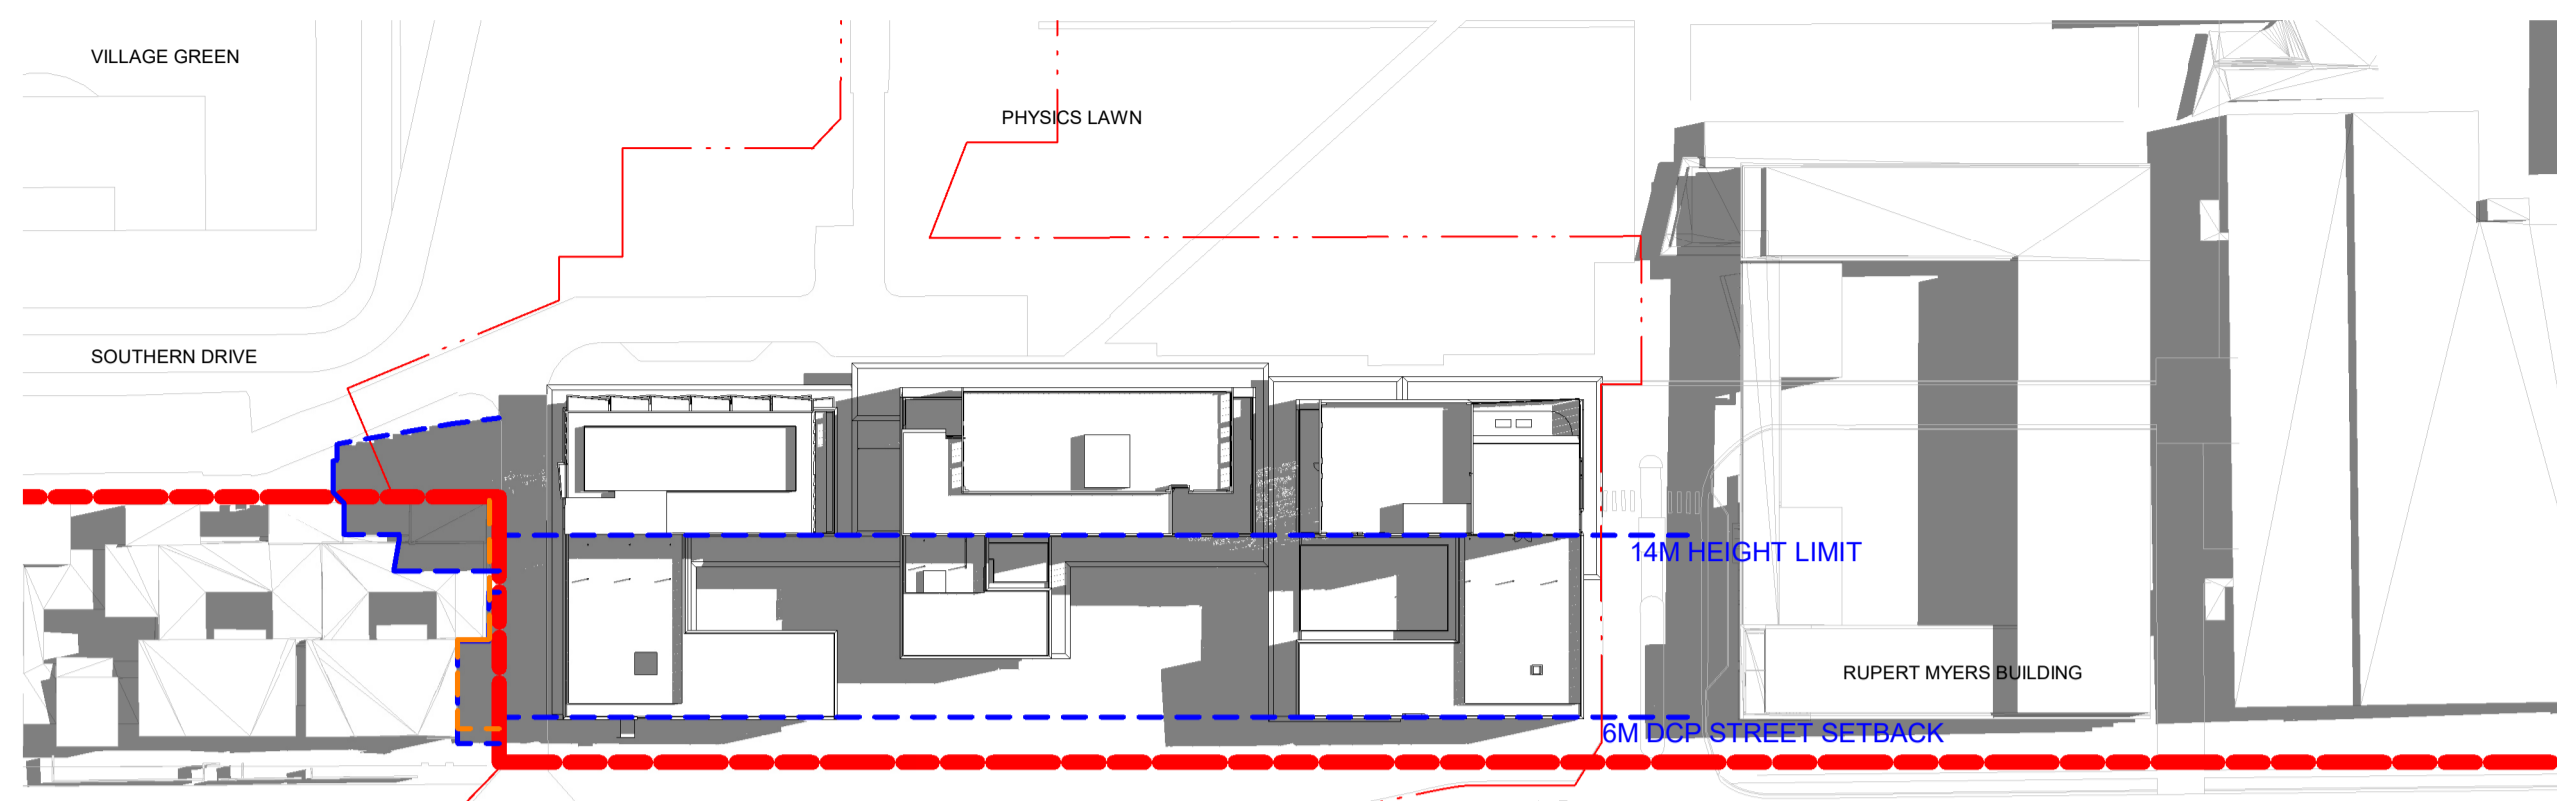 VILLAGE GREEN
PHYSICS LAWN
SOUTHERN DRIVE
14M HEIGHT LIMIT
RUPERT MYERS BUILDING
6M DCP STREET SETBACK